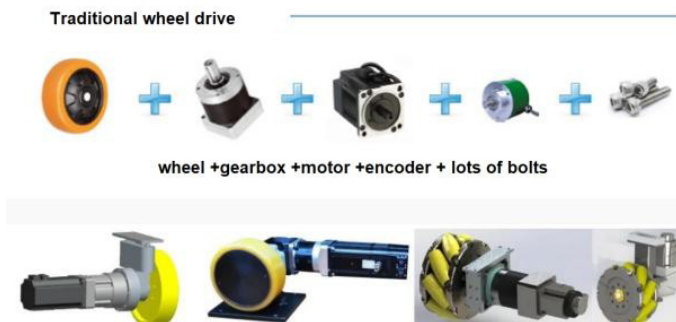 Traditional wheel drive
wheel +gearbox +motor +encoder + lots of bolts